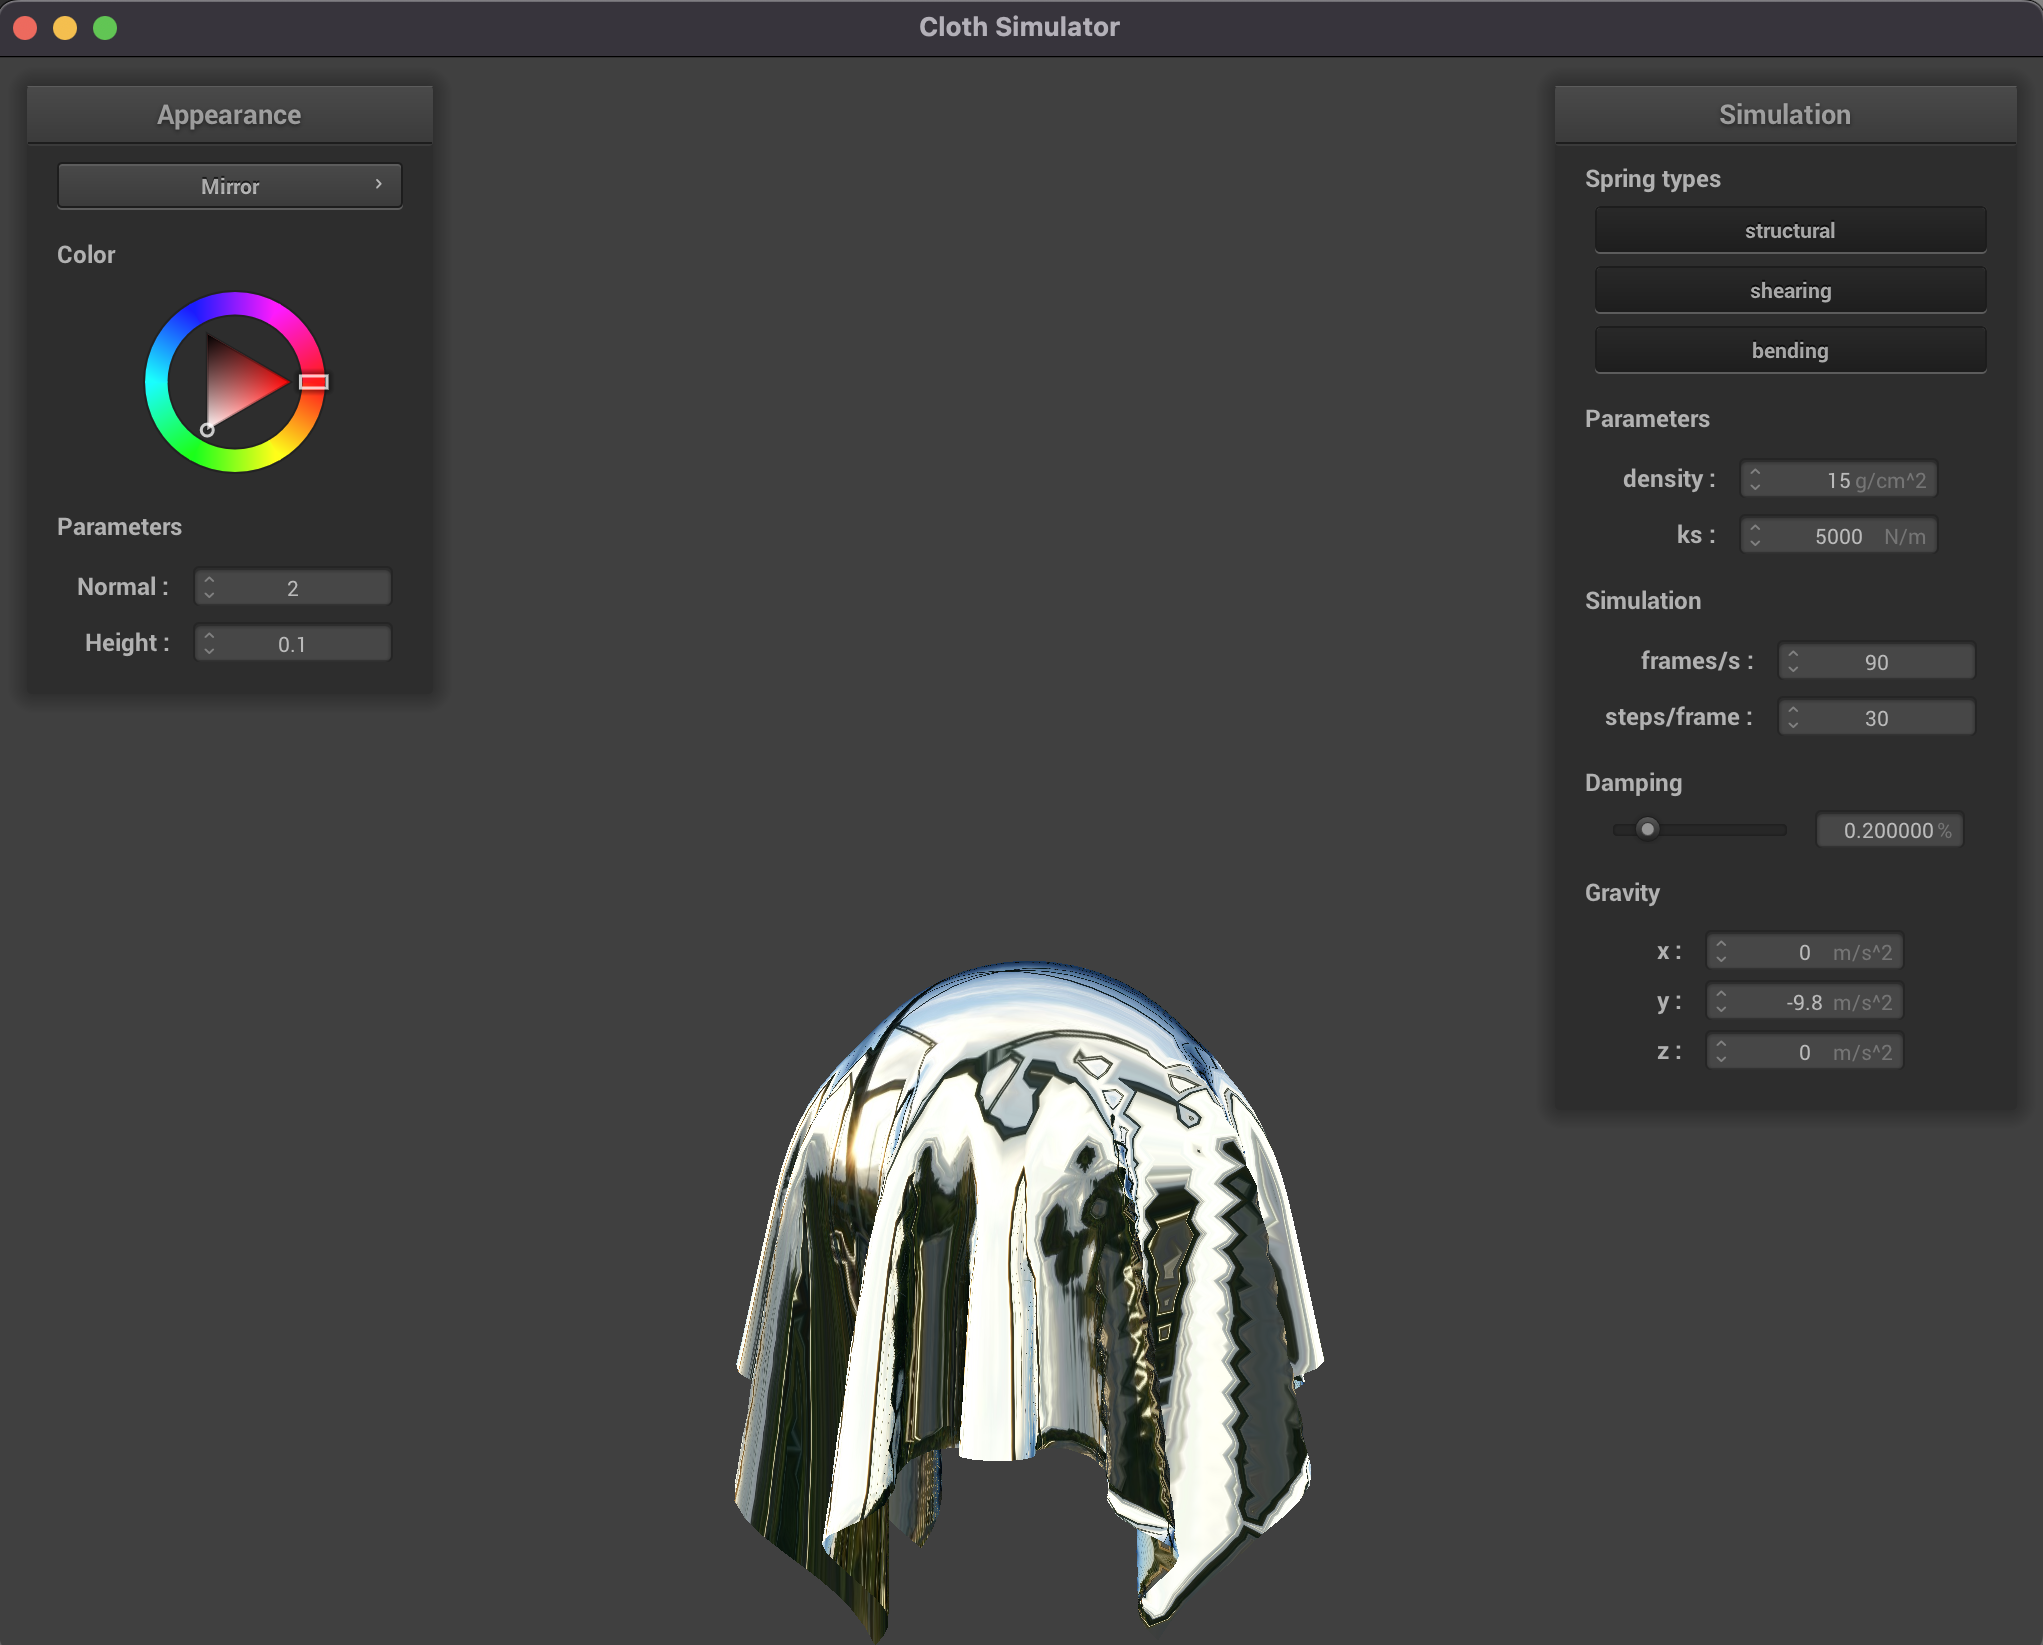 Cloth Simulator
Appearance
Mirror
Color
Parameters
Normal : 2
Height : 0.1
Simulation
Spring types
structural
shearing
bending
Parameters
density : 15 g/cm^2
ks : 5000 N/m
Simulation
frames/s : 90
steps/frame : 30
Damping
0.200000 %
Gravity
x : 0 m/s^2
y : -9.8 m/s^2
z : 0 m/s^2